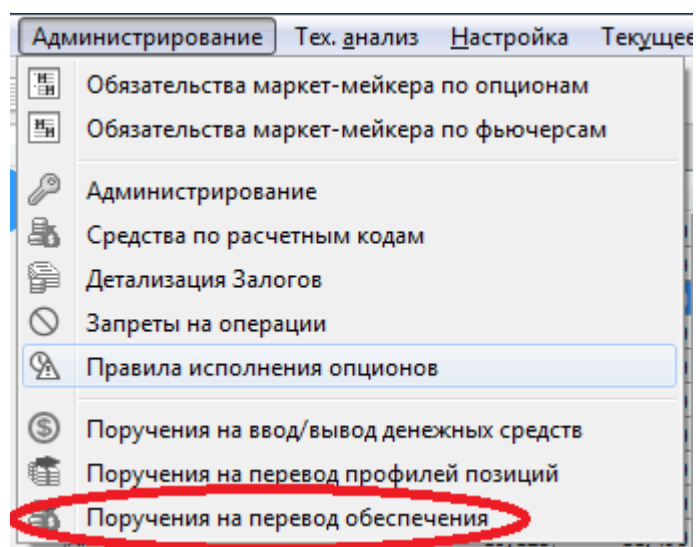 Администрирование Тех. анализ Настройка Текущее
Обязательства маркет-мейкера по опционам
Обязательства маркет-мейкера по фьючерсам
Администрирование
Средства по расчетным кодам
Детализация Залогов
Запреты на операции
Правила исполнения опционов
Поручения на ввод/вывод денежных средств
Поручения на перевод профилей позиций
Поручения на перевод обеспечения